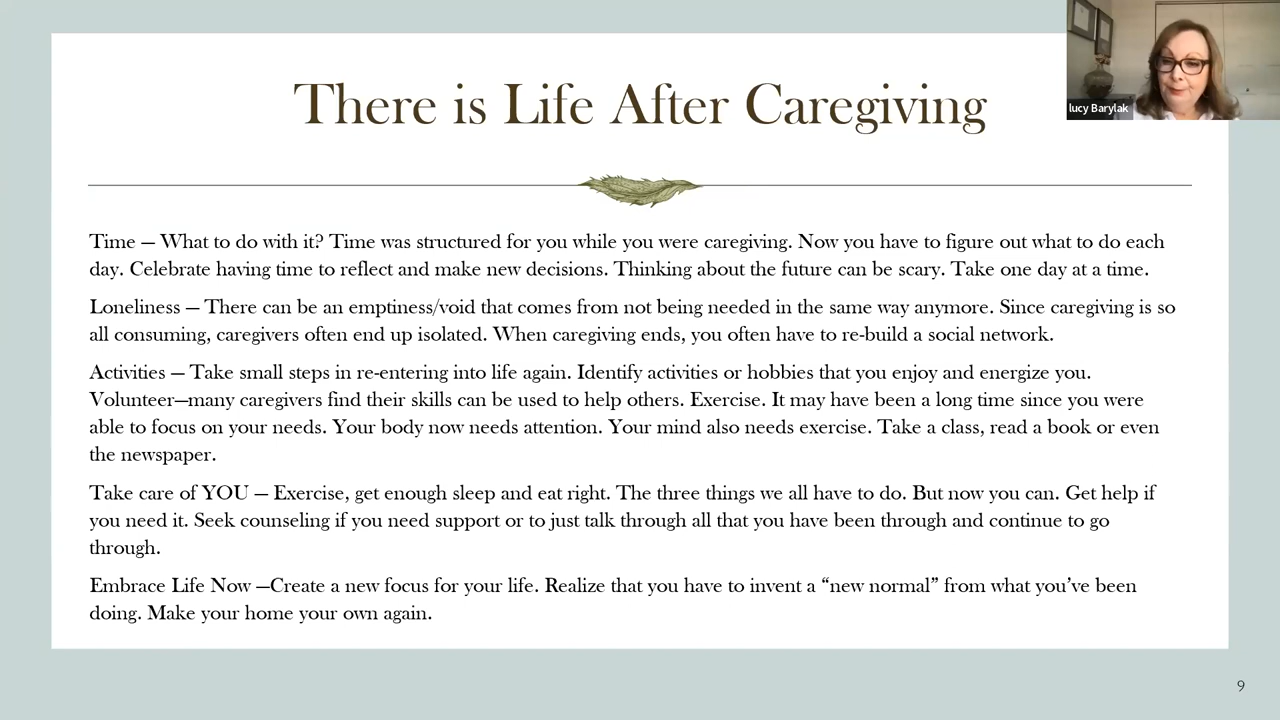 There is Life After Caregiving
lucy Barylak
Time – What to do with it? Time was structured for you while you were caregiving. Now you have to figure out what to do each
day. Celebrate having time to reflect and make new decisions. Thinking about the future can be scary. Take one day at a time.
Loneliness – There can be an emptiness/void that comes from not being needed in the same way anymore. Since caregiving is so
all consuming, caregivers often end up isolated. When caregiving ends, you often have to re-build a social network.
Activities – Take small steps in re-entering into life again. Identify activities or hobbies that you enjoy and energize you.
Volunteer—many caregivers find their skills can be used to help others. Exercise. It may have been a long time since you were
able to focus on your needs. Your body now needs attention. Your mind also needs exercise. Take a class, read a book or even
the newspaper.
Take care of YOU – Exercise, get enough sleep and eat right. The three things we all have to do. But now you can. Get help if
you need it. Seek counseling if you need support or to just talk through all that you have been through and continue to go
through.
Embrace Life Now —Create a new focus for your life. Realize that you have to invent a “new normal” from what you’ve been
doing. Make your home your own again.
9